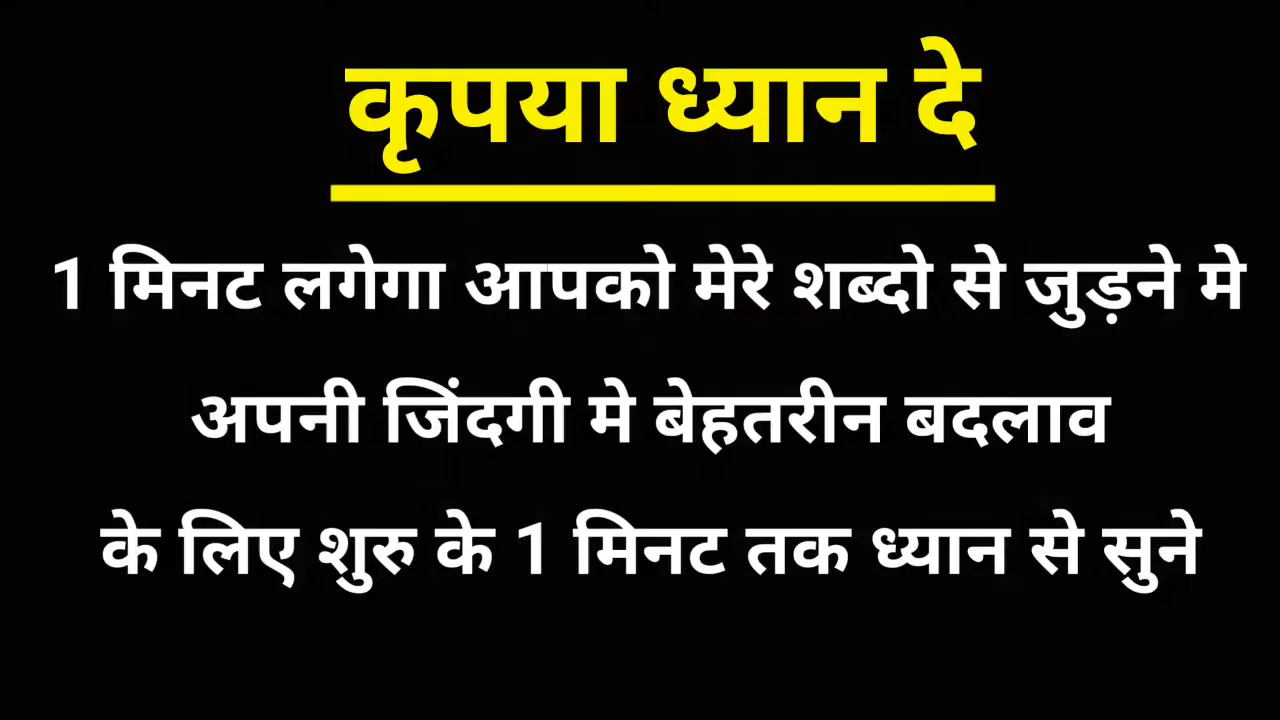 कृपया ध्यान दे
1 मिनट लगेगा आपको मेरे शब्दो से जुड़ने मे
अपनी जिंदगी मे बेहतरीन बदलाव
के लिए शुरु के 1 मिनट तक ध्यान से सुने